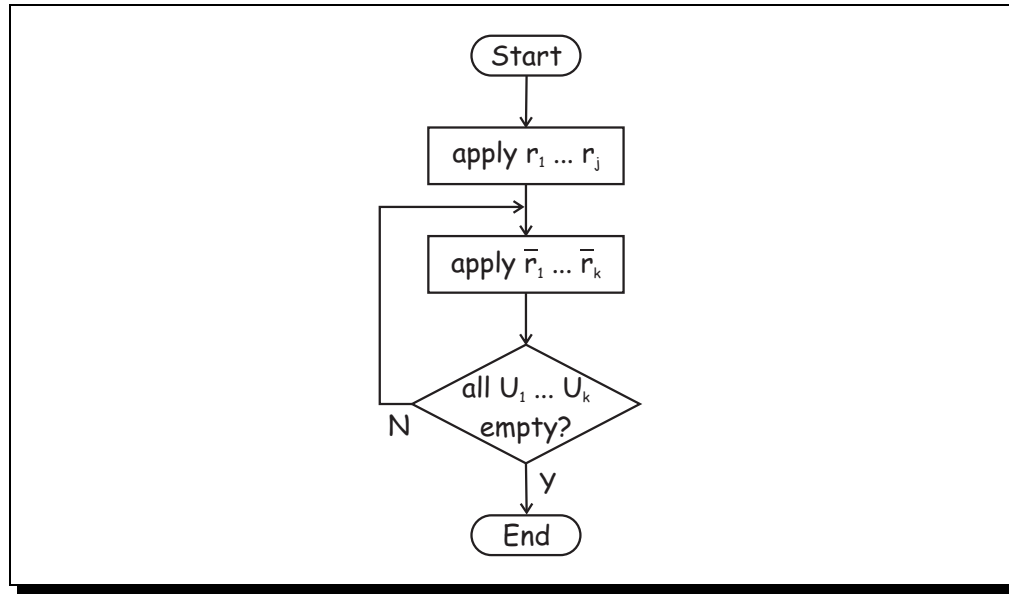 Start
apply r₁ ... rⱼ
apply r̅₁ ... r̅ₖ
all U₁ ... Uₖ
empty?
N
Y
End